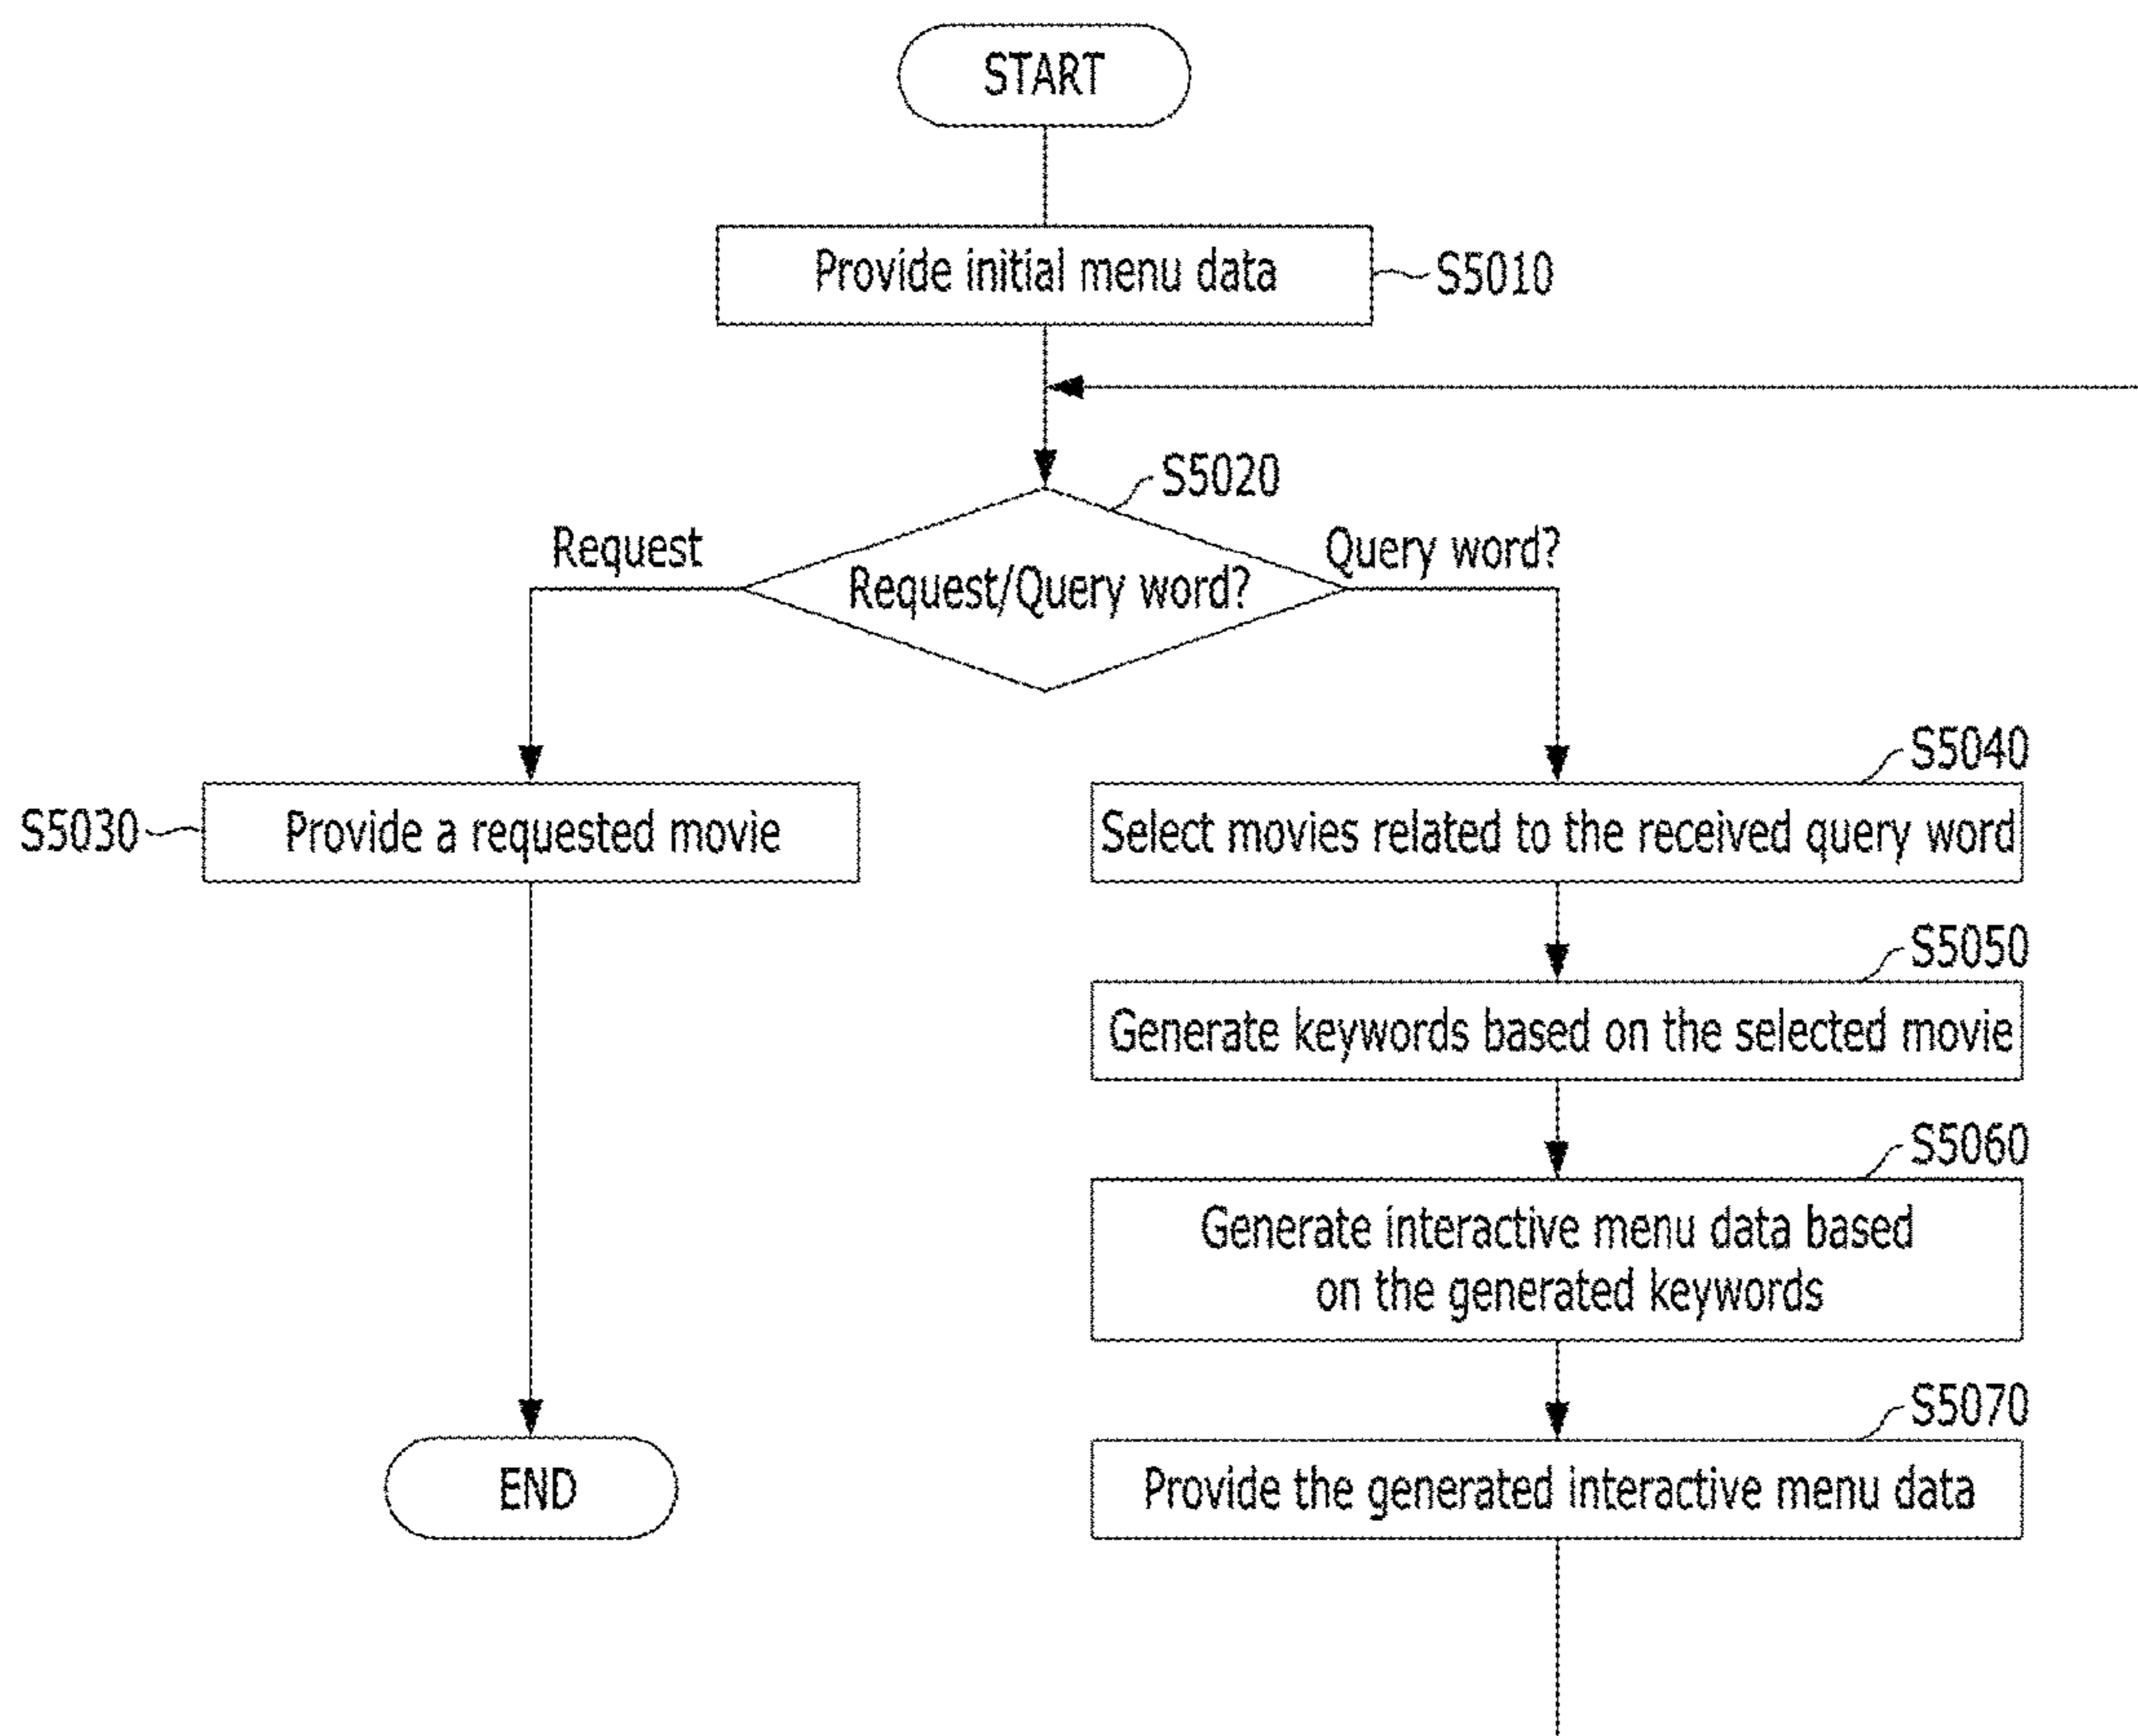 START
Provide initial menu data
S5010
S5020
Request
Request/Query word?
Query word?
S5030
Provide a requested movie
S5040
Select movies related to the received query word
S5050
Generate keywords based on the selected movie
S5060
Generate interactive menu data based
on the generated keywords
S5070
Provide the generated interactive menu data
END